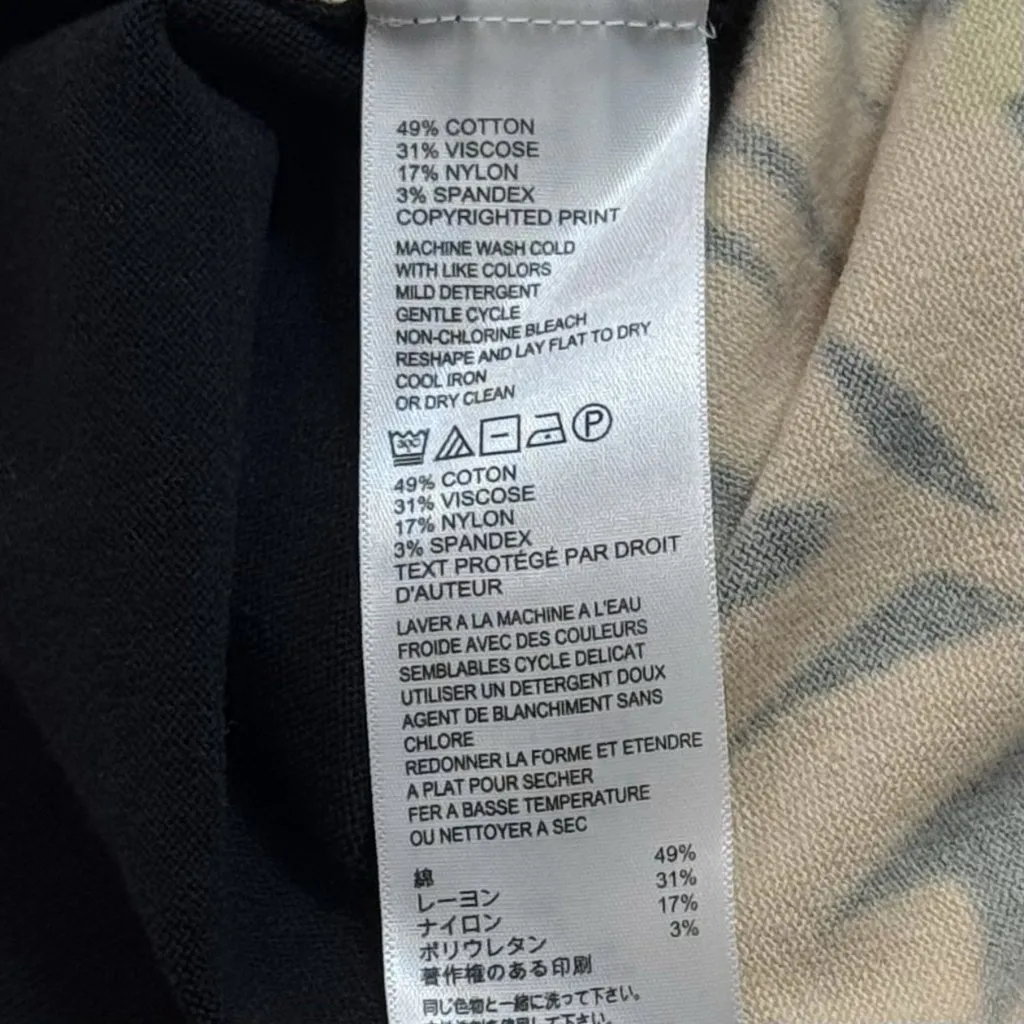 49% COTTON
31% VISCOSE
17% NYLON
3% SPANDEX
COPYRIGHTED PRINT
MACHINE WASH COLD
WITH LIKE COLORS
MILD DETERGENT
GENTLE CYCLE
NON-CHLORINE BLEACH
RESHAPE AND LAY FLAT TO DRY
COOL IRON
OR DRY CLEAN
30C
P
49% COTON
31% VISCOSE
17% NYLON
3% SPANDEX
TEXT PROTÉGÉ PAR DROIT
D'AUTEUR
LAVER A LA MACHINE A L'EAU
FROIDE AVEC DES COULEURS
SEMBLABLES CYCLE DELICAT
UTILISER UN DETERGENT DOUX
AGENT DE BLANCHIMENT SANS
CHLORE
REDONNER LA FORME ET ETENDRE
A PLAT POUR SECHER
FER A BASSE TEMPERATURE
OU NETTOYER A SEC
綿 49%
レーヨン 31%
ナイロン 17%
ポリウレタン 3%
著作権のある印刷
同じ色物と一緒に洗って下さい。